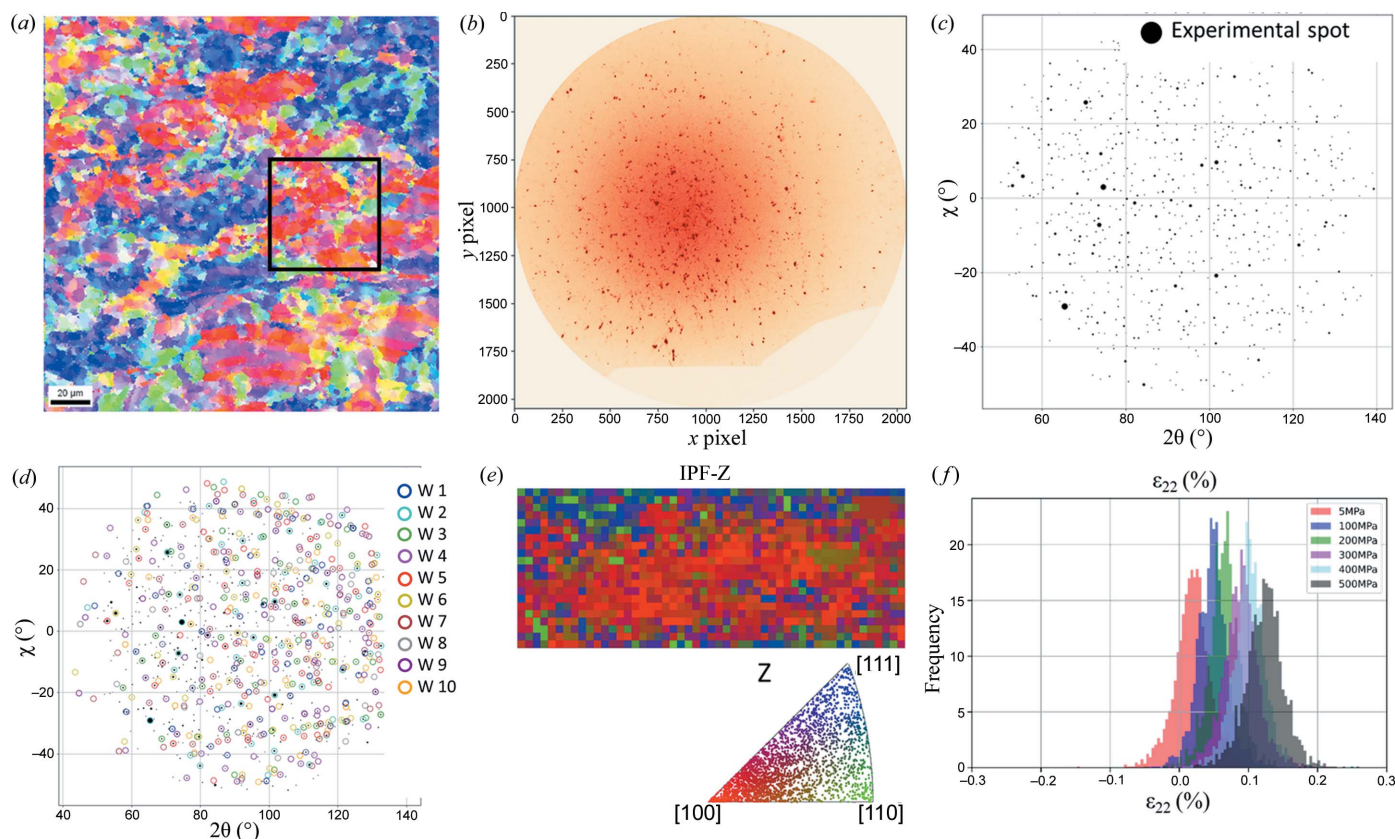 (a)
20 µm
(b)
0
250
500
750
1000
1250
1500
1750
2000
y pixel
0 250 500 750 1000 1250 1500 1750 2000
x pixel
(c)
Experimental spot
40
20
0
−20
−40
χ (°)
60 80 100 120 140
2θ (°)
(d)
40
20
0
−20
−40
χ (°)
40 60 80 100 120 140
2θ (°)
W 1
W 2
W 3
W 4
W 5
W 6
W 7
W 8
W 9
W 10
(e)
IPF-Z
Z
[111]
[100]
[110]
(f)
ε22 (%)
5MPa
100MPa
200MPa
300MPa
400MPa
500MPa
20
15
10
5
0
Frequency
−0.3 −0.2 −0.1 0.0 0.1 0.2 0.3
ε22 (%)